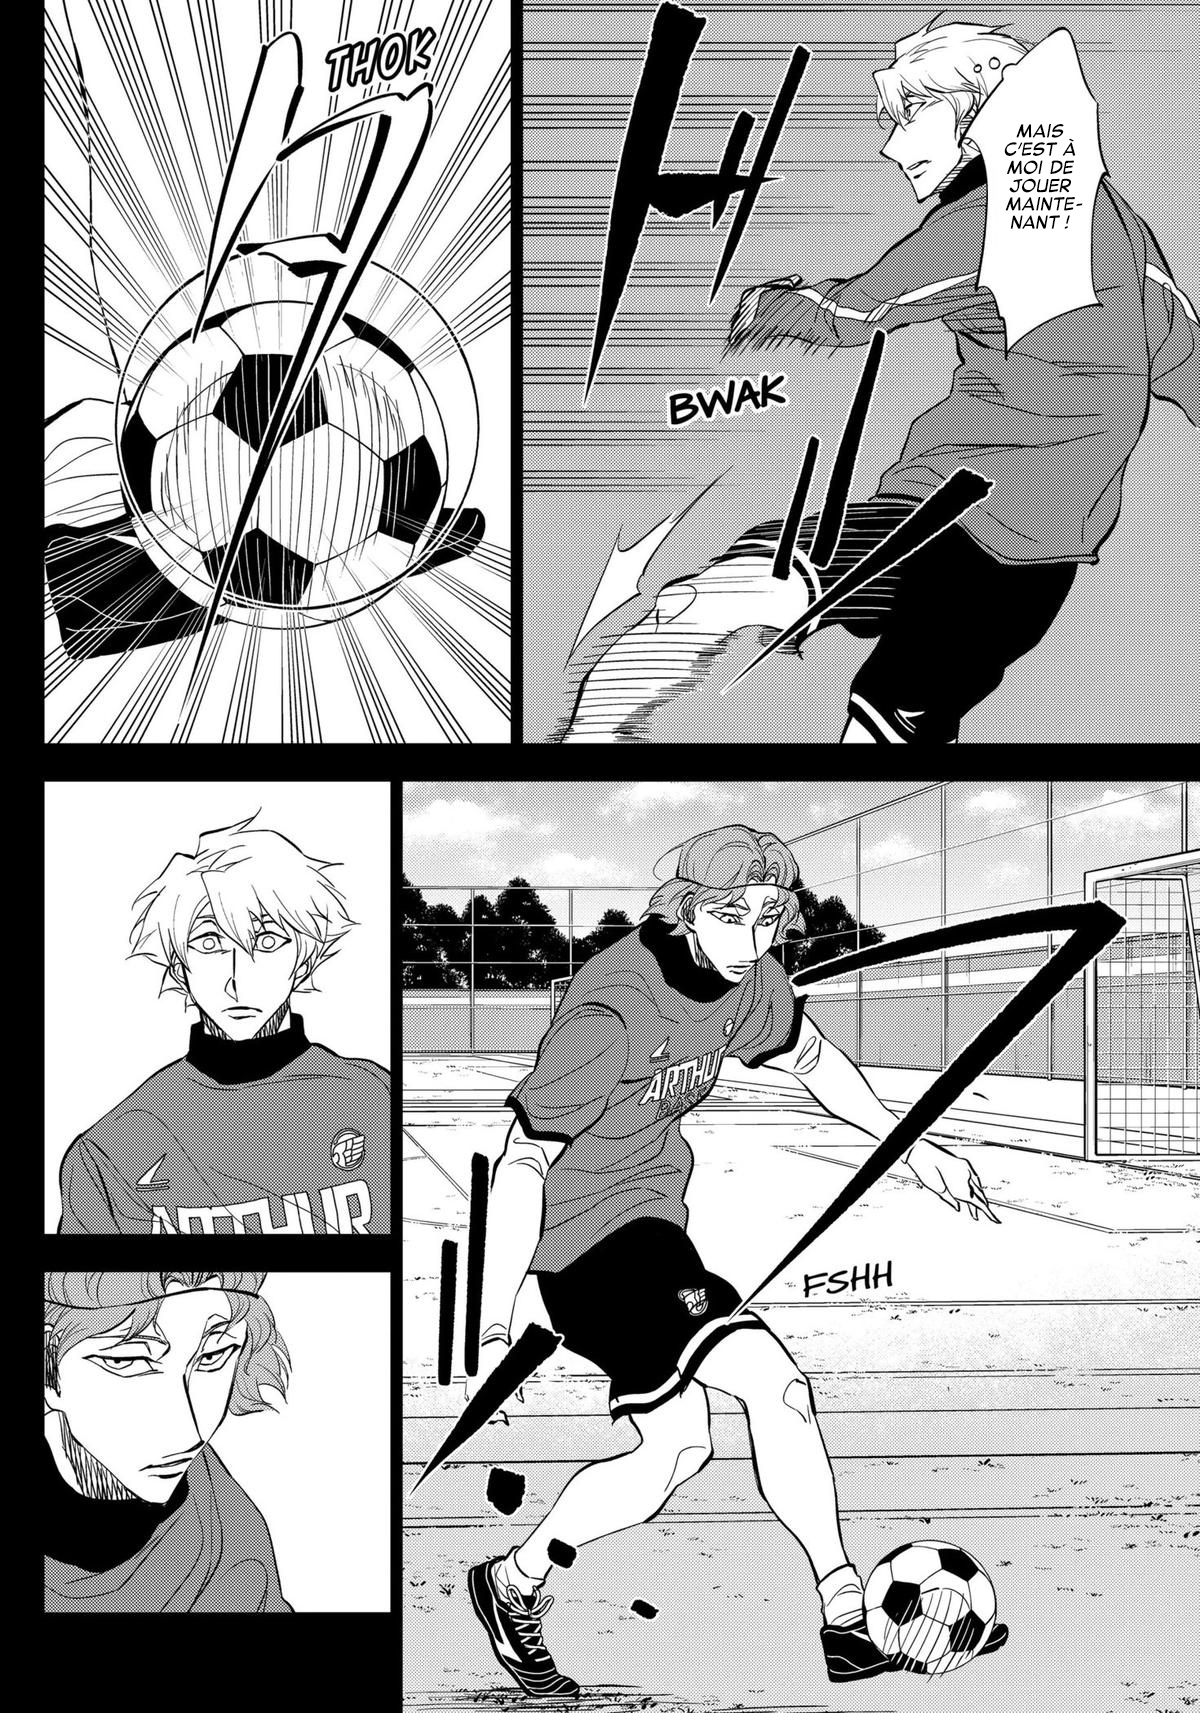 MAIS
C'EST À
MOI DE
JOUER
MAINTE-
NANT !
BWAK
THOK
ARTHUR
FSHH
ARTHUR